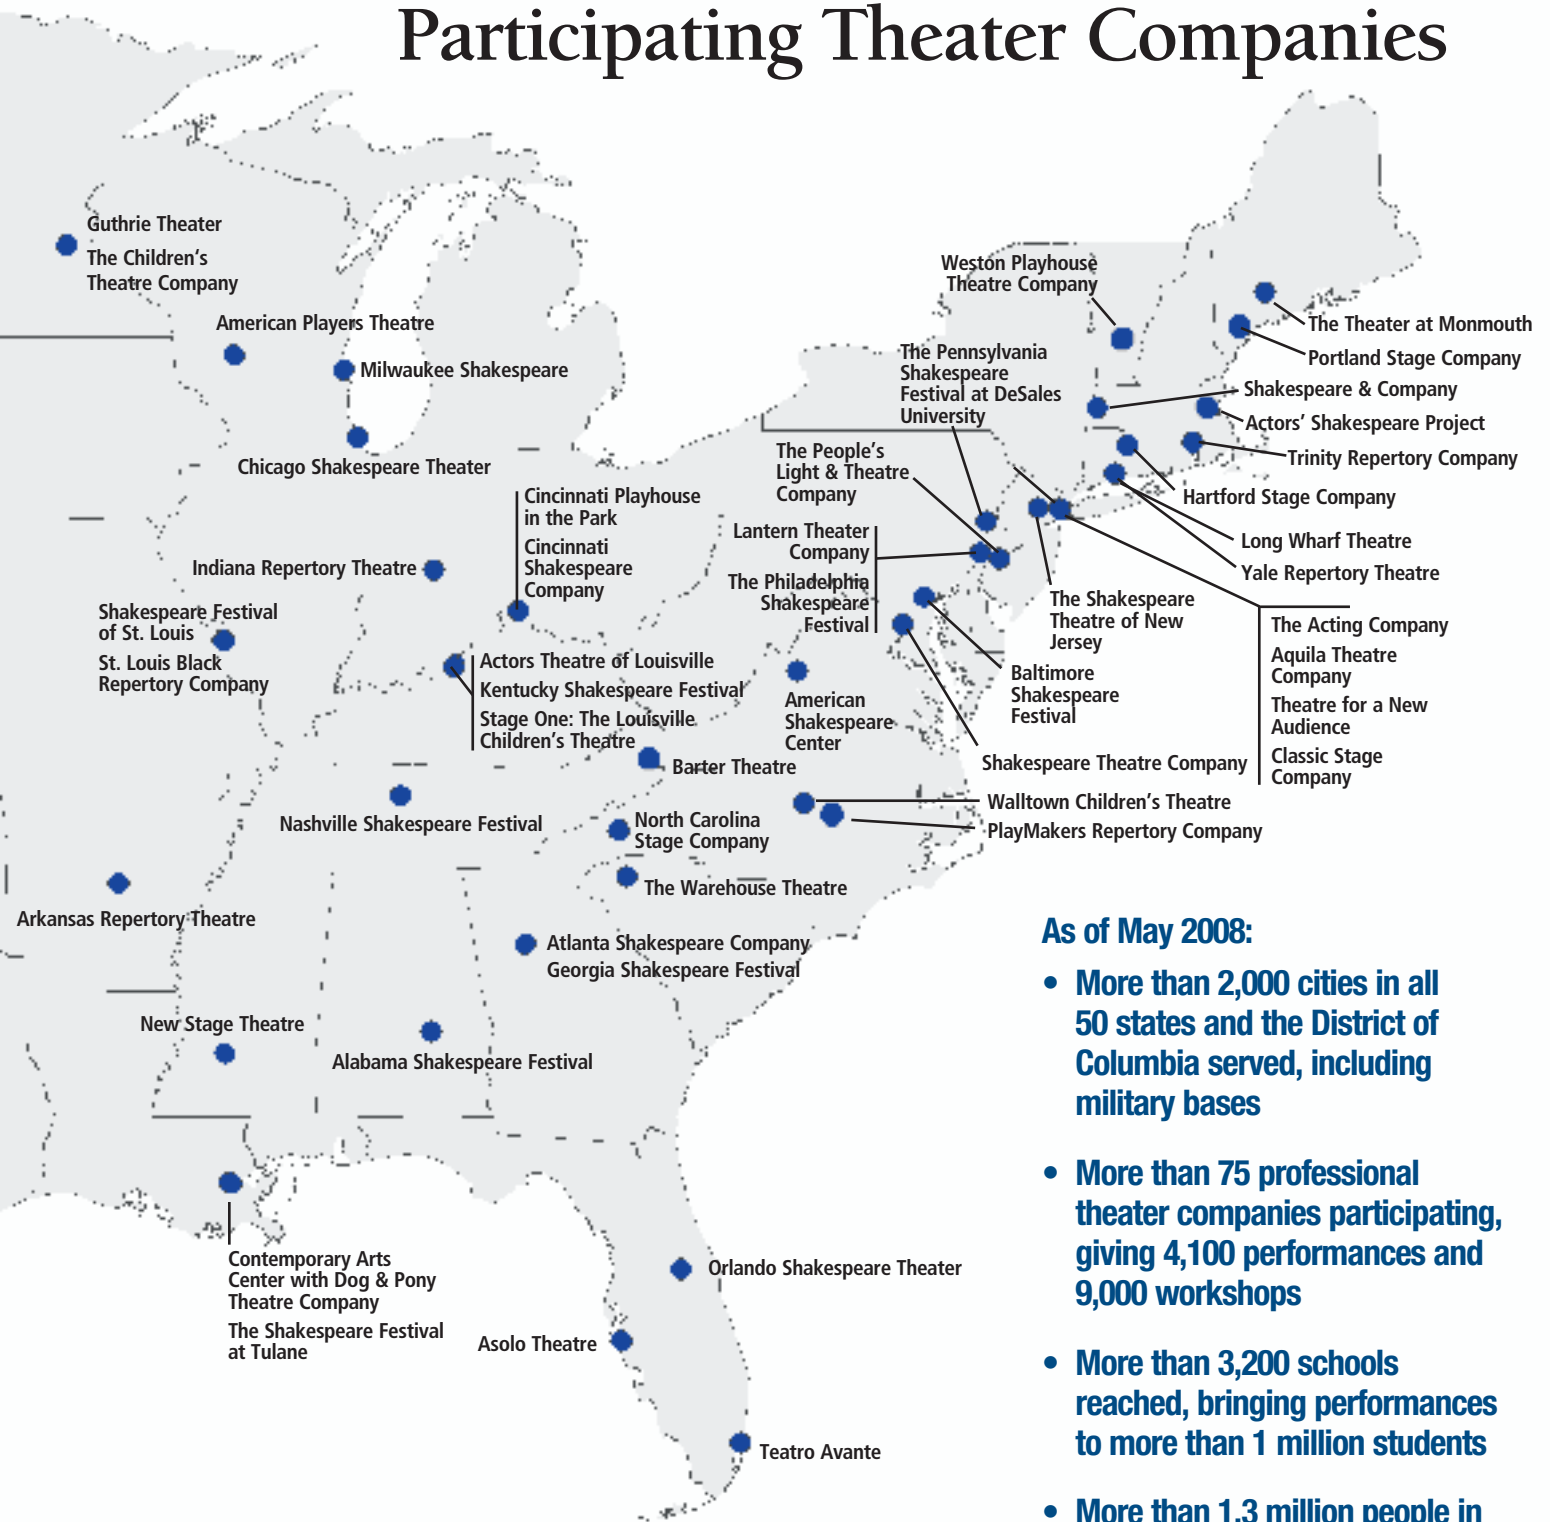 Participating Theater Companies
Guthrie Theater
The Children's
Theatre Company
American Players Theatre
Milwaukee Shakespeare
Chicago Shakespeare Theater
Weston Playhouse
Theatre Company
The Theater at Monmouth
Portland Stage Company
The Pennsylvania
Shakespeare
Festival at DeSales
University
Shakespeare & Company
Actors' Shakespeare Project
Trinity Repertory Company
Hartford Stage Company
Long Wharf Theatre
Yale Repertory Theatre
The People's
Light & Theatre
Company
Cincinnati Playhouse
in the Park
Cincinnati
Shakespeare
Company
Lantern Theater
Company
The Philadelphia
Shakespeare
Festival
Indiana Repertory Theatre
Shakespeare Festival
of St. Louis
St. Louis Black
Repertory Company
Actors Theatre of Louisville
Kentucky Shakespeare Festival
Stage One: The Louisville
Children's Theatre
The Shakespeare
Theatre of New
Jersey
The Acting Company
Aquila Theatre
Company
Theatre for a New
Audience
Classic Stage
Company
Baltimore
Shakespeare
Festival
American
Shakespeare
Center
Shakespeare Theatre Company
Barter Theatre
Walltown Children's Theatre
PlayMakers Repertory Company
Nashville Shakespeare Festival
North Carolina
Stage Company
The Warehouse Theatre
Arkansas Repertory Theatre
Atlanta Shakespeare Company
Georgia Shakespeare Festival
New Stage Theatre
Alabama Shakespeare Festival
Contemporary Arts
Center with Dog & Pony
Theatre Company
The Shakespeare Festival
at Tulane
Orlando Shakespeare Theater
Asolo Theatre
Teatro Avante
As of May 2008:
• More than 2,000 cities in all
50 states and the District of
Columbia served, including
military bases
• More than 75 professional
theater companies participating,
giving 4,100 performances and
9,000 workshops
• More than 3,200 schools
reached, bringing performances
to more than 1 million students
• More than 1.3 million people in